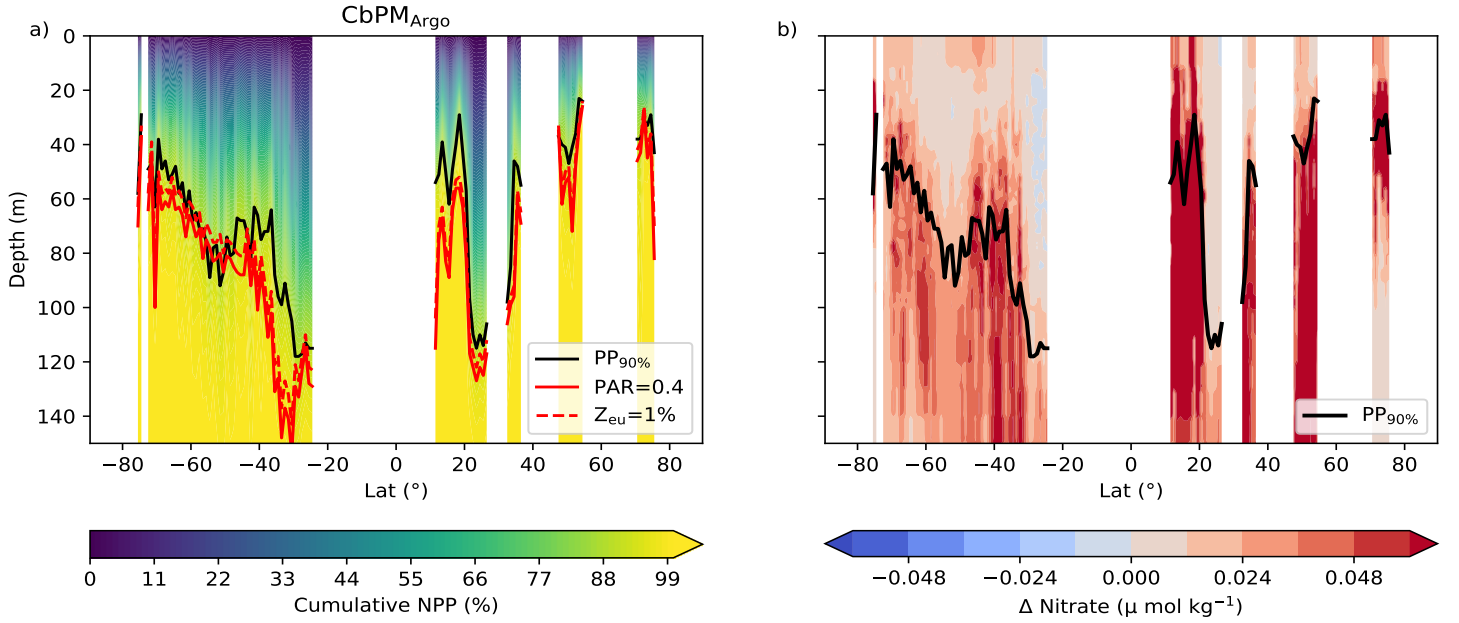 CbPM_Argo
a)
0
20
40
60
80
100
120
140
Depth (m)
PP_90%
PAR=0.4
Z_eu=1%
−80 −60 −40 −20 0 20 40 60 80
Lat (°)
0 11 22 33 44 55 66 77 88 99
Cumulative NPP (%)
b)
PP_90%
−80 −60 −40 −20 0 20 40 60 80
Lat (°)
−0.048 −0.024 0.000 0.024 0.048
Δ Nitrate (μ mol kg⁻¹)